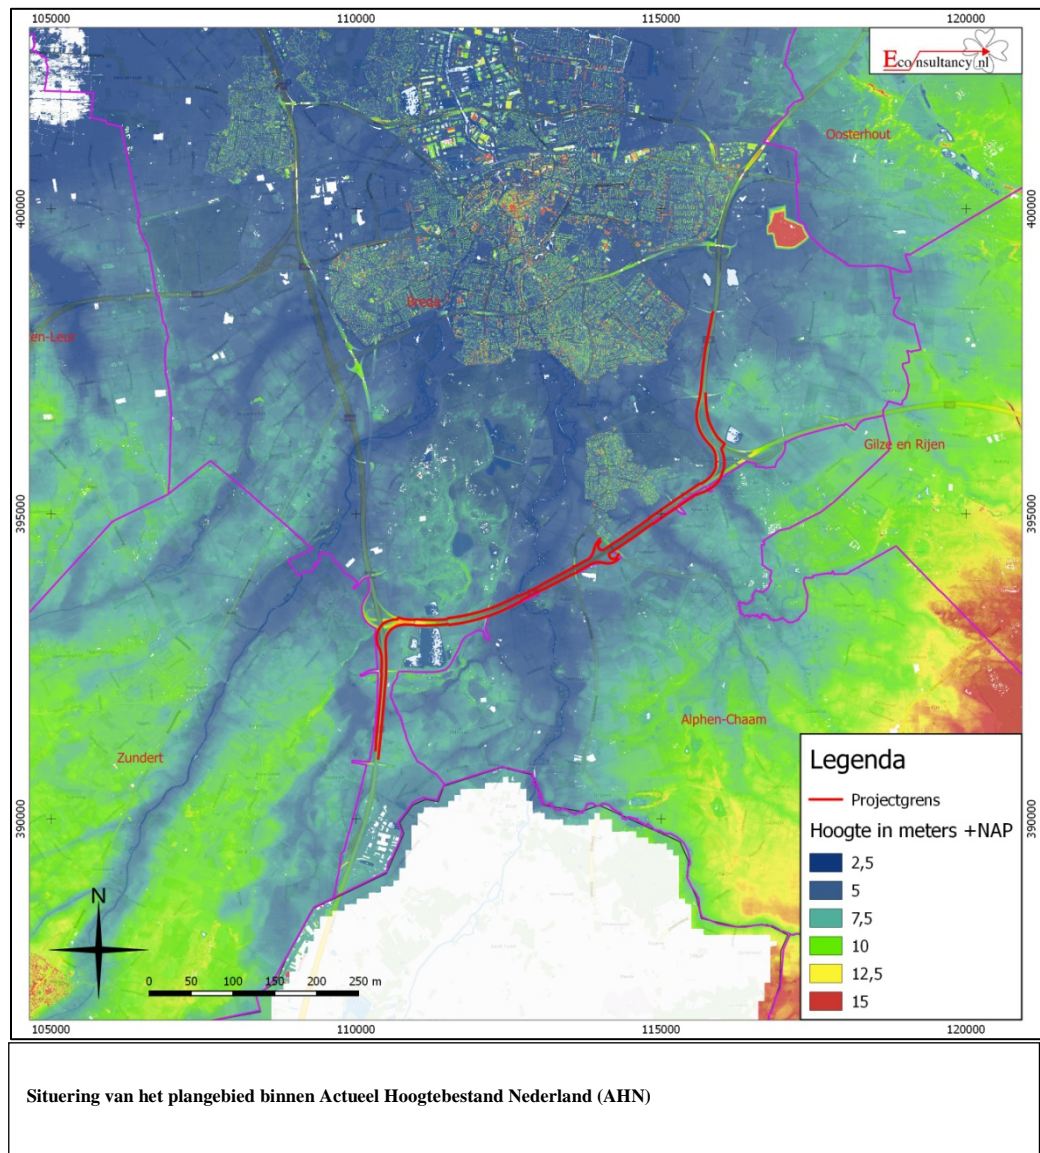 105000 110000 115000 120000
Econsultancy.nl
Oosterhout
400000 400000
Breda
en-Leur
Gilze en Rijen
395000 395000
Alphen-Chaam
Zundert
Legenda
Projectgrens
Hoogte in meters +NAP
2,5
5
7,5
10
12,5
15
390000 390000
N
0 50 100 150 200 250 m
105000 110000 115000 120000
Situering van het plangebied binnen Actueel Hoogtebestand Nederland (AHN)